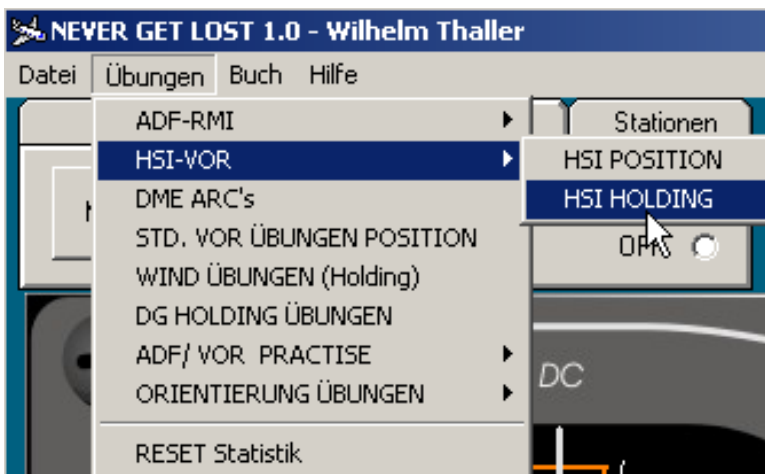 NEVER GET LOST 1.0 - Wilhelm Thaller
Datei Übungen Buch Hilfe
Stationen
ADF-RMI
HSI-VOR
HSI POSITION
DME ARC's
HSI HOLDING
STD. VOR ÜBUNGEN POSITION
WIND ÜBUNGEN (Holding)
DG HOLDING ÜBUNGEN
ADF/ VOR PRACTISE
DC
ORIENTIERUNG ÜBUNGEN
RESET Statistik